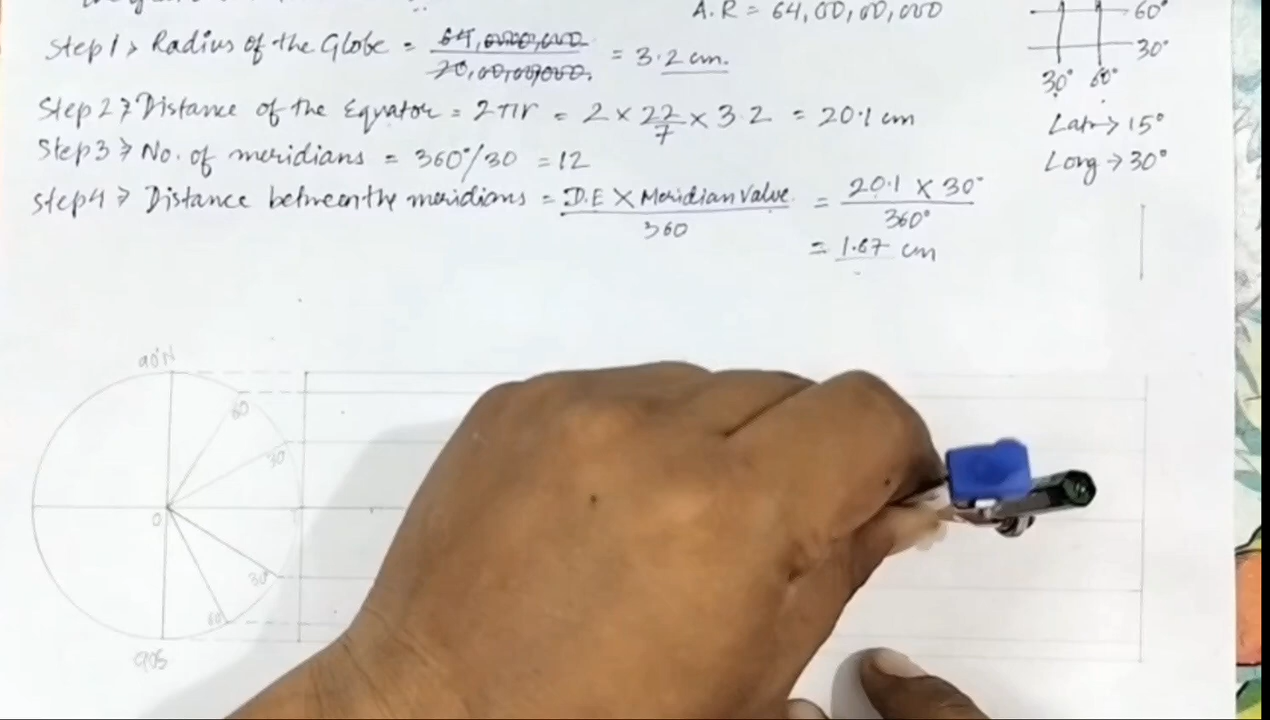 A.R = 64,00,00,000
Step 1 > Radius of the Globe = 64,0000,000 / 20,00,00,000. = 3.2 cm.
Step 2 > Distance of the Equator = 2πr = 2 × 22/7 × 3.2 = 20.1 cm
Step 3 > No. of meridians = 360°/30 = 12
Step 4 > Distance between the meridians = D.E × Meridian Value / 360 = 20.1 × 30° / 360°
= 1.67 cm
60°
30°
30° 60°
Lat → 15°
Long → 30°
90°N
60
30
0
30
60
90S